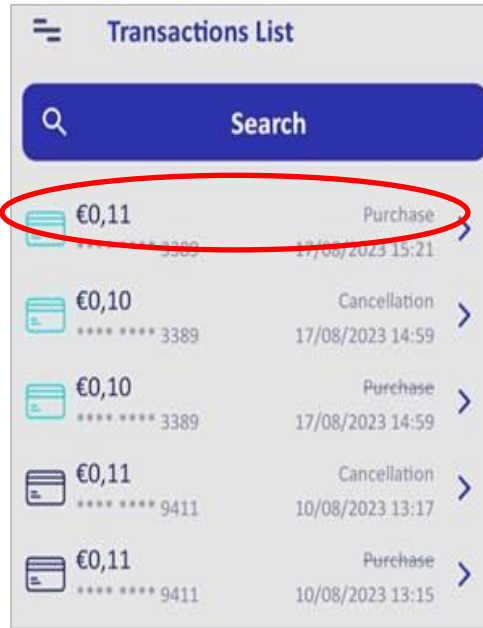 Transactions List
Search
€0,11 Purchase
**** **** 3389 17/08/2023 15:21
€0,10 Cancellation
**** **** 3389 17/08/2023 14:59
€0,10 Purchase
**** **** 3389 17/08/2023 14:59
€0,11 Cancellation
**** **** 9411 10/08/2023 13:17
€0,11 Purchase
**** **** 9411 10/08/2023 13:15